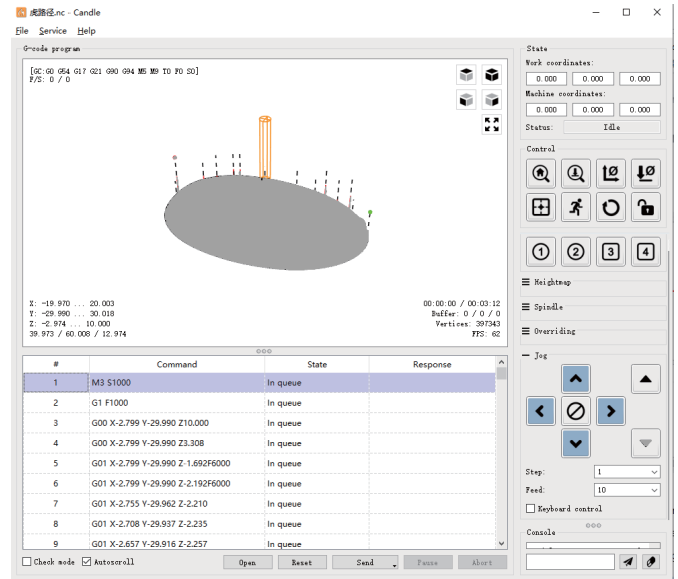 虎路径.nc - Candle
File Service Help
G-code program
[GC:G0 G54 G17 G21 G90 G94 M5 M9 T0 F0 S0]
F/S: 0 / 0
X: -19.970 ... 20.003
Y: -29.990 ... 30.018
Z: -2.974 ... 10.000
39.973 / 60.008 / 12.974
00:00:00 / 00:03:12
Buffer: 0 / 0 / 0
Vertices: 397343
FPS: 62
# Command State Response
1 M3 S1000 In queue
2 G1 F1000 In queue
3 G00 X-2.799 Y-29.990 Z10.000 In queue
4 G00 X-2.799 Y-29.990 Z3.308 In queue
5 G01 X-2.799 Y-29.990 Z-1.692F6000 In queue
6 G01 X-2.799 Y-29.990 Z-2.192F6000 In queue
7 G01 X-2.755 Y-29.962 Z-2.210 In queue
8 G01 X-2.708 Y-29.937 Z-2.235 In queue
9 G01 X-2.657 Y-29.916 Z-2.257 In queue
Check mode Autoscroll Open Reset Send Pause Abort
State
Work coordinates:
0.000 0.000 0.000
Machine coordinates:
0.000 0.000 0.000
Status: Idle
Control
1 2 3 4
Heightmap
Spindle
Overriding
Jog
Step: 1
Feed: 10
Keyboard control
Console